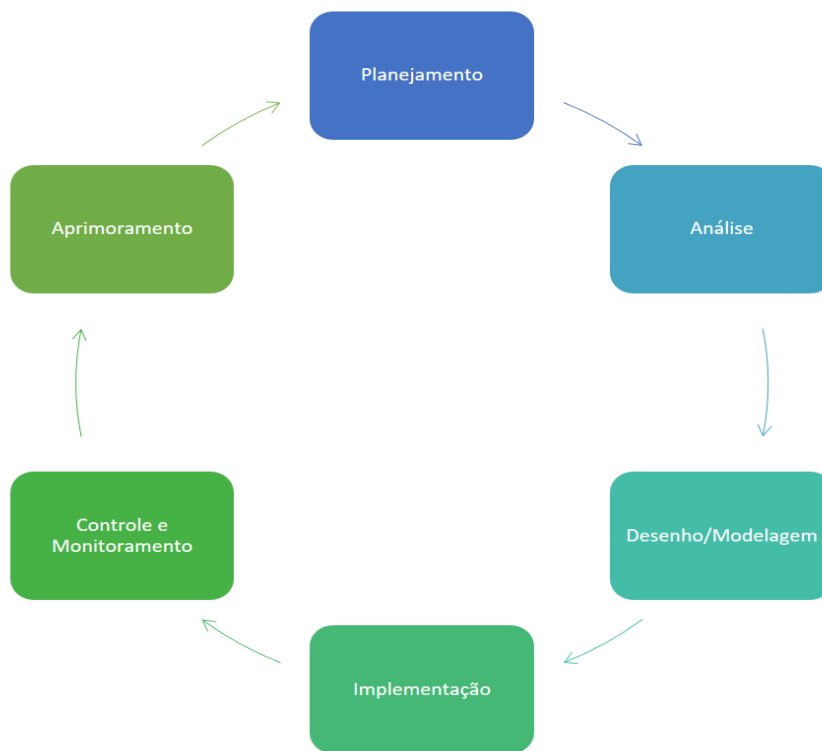 Planejamento
Análise
Desenho/Modelagem
Implementação
Controle e
Monitoramento
Aprimoramento